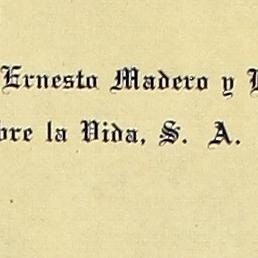 Ernesto Madero y
bre la Vida, S. A.